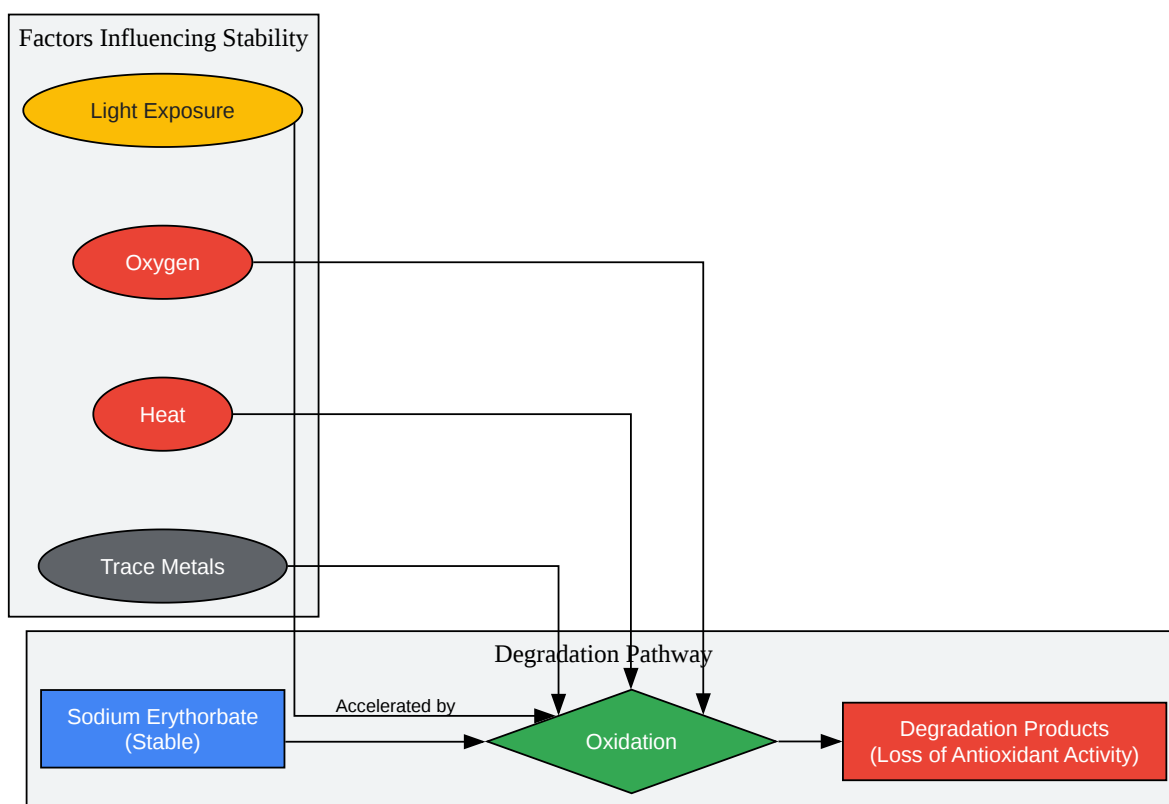 Factors Influencing Stability
Light Exposure
Oxygen
Heat
Trace Metals
Degradation Pathway
Accelerated by
Sodium Erythorbate
(Stable)
Oxidation
Degradation Products
(Loss of Antioxidant Activity)